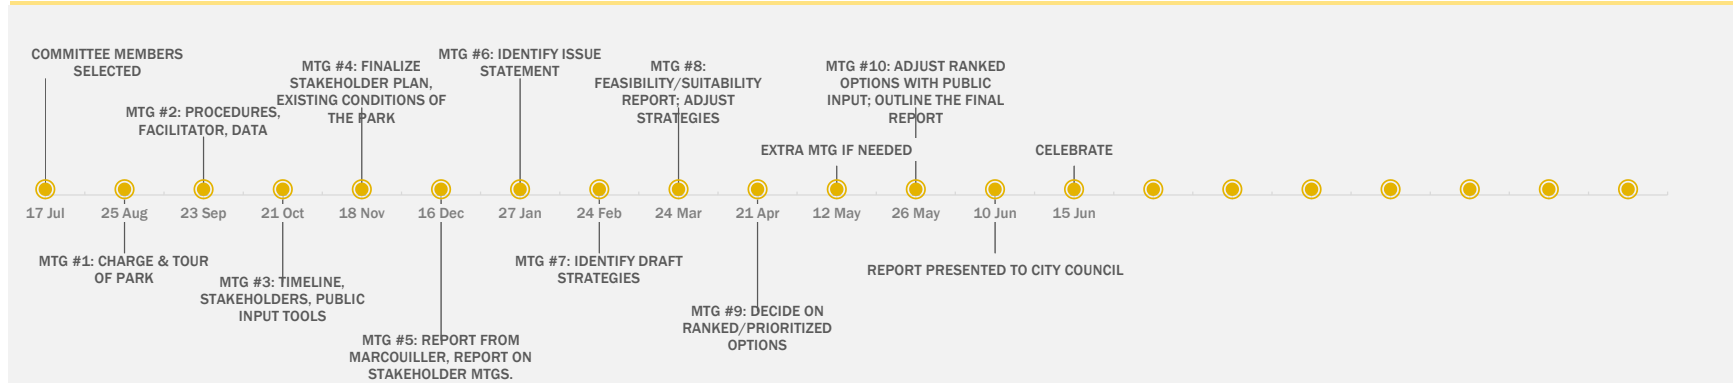 COMMITTEE MEMBERS
SELECTED
MTG #2: PROCEDURES,
FACILITATOR, DATA
MTG #4: FINALIZE
STAKEHOLDER PLAN,
EXISTING CONDITIONS OF
THE PARK
MTG #6: IDENTIFY ISSUE
STATEMENT
MTG #8:
FEASIBILITY/SUITABILITY
REPORT; ADJUST
STRATEGIES
EXTRA MTG IF NEEDED
MTG #10: ADJUST RANKED
OPTIONS WITH PUBLIC
INPUT; OUTLINE THE FINAL
REPORT
CELEBRATE
17 Jul 25 Aug 23 Sep 21 Oct 18 Nov 16 Dec 27 Jan 24 Feb 24 Mar 21 Apr 12 May 26 May 10 Jun 15 Jun
MTG #1: CHARGE & TOUR
OF PARK
MTG #3: TIMELINE,
STAKEHOLDERS, PUBLIC
INPUT TOOLS
MTG #5: REPORT FROM
MARCOUILLER, REPORT ON
STAKEHOLDER MTGS.
MTG #7: IDENTIFY DRAFT
STRATEGIES
MTG #9: DECIDE ON
RANKED/PRIORITIZED
OPTIONS
REPORT PRESENTED TO CITY COUNCIL